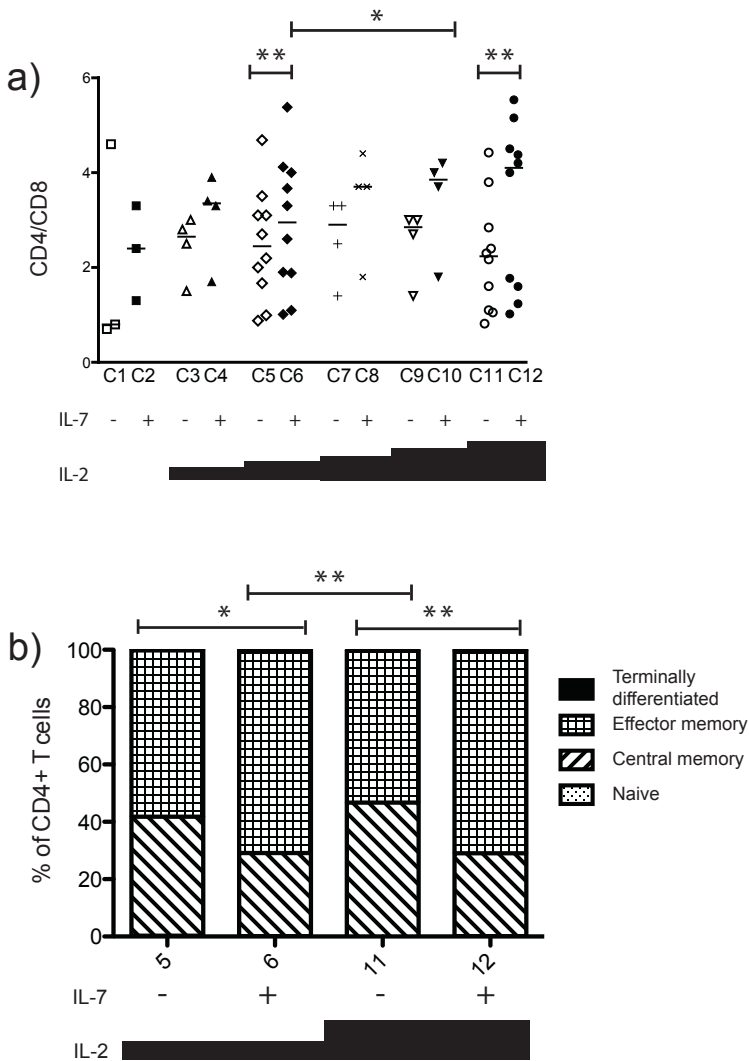 *
** **
a)
6
4
2
0
CD4/CD8
C1 C2 C3 C4 C5 C6 C7 C8 C9 C10 C11 C12
IL-7 - + - + - + - + - + - +
IL-2
**
* **
b)
100
80
60
40
20
0
% of CD4+ T cells
Terminally
differentiated
Effector memory
Central memory
Naive
5 6 11 12
IL-7 - + - +
IL-2